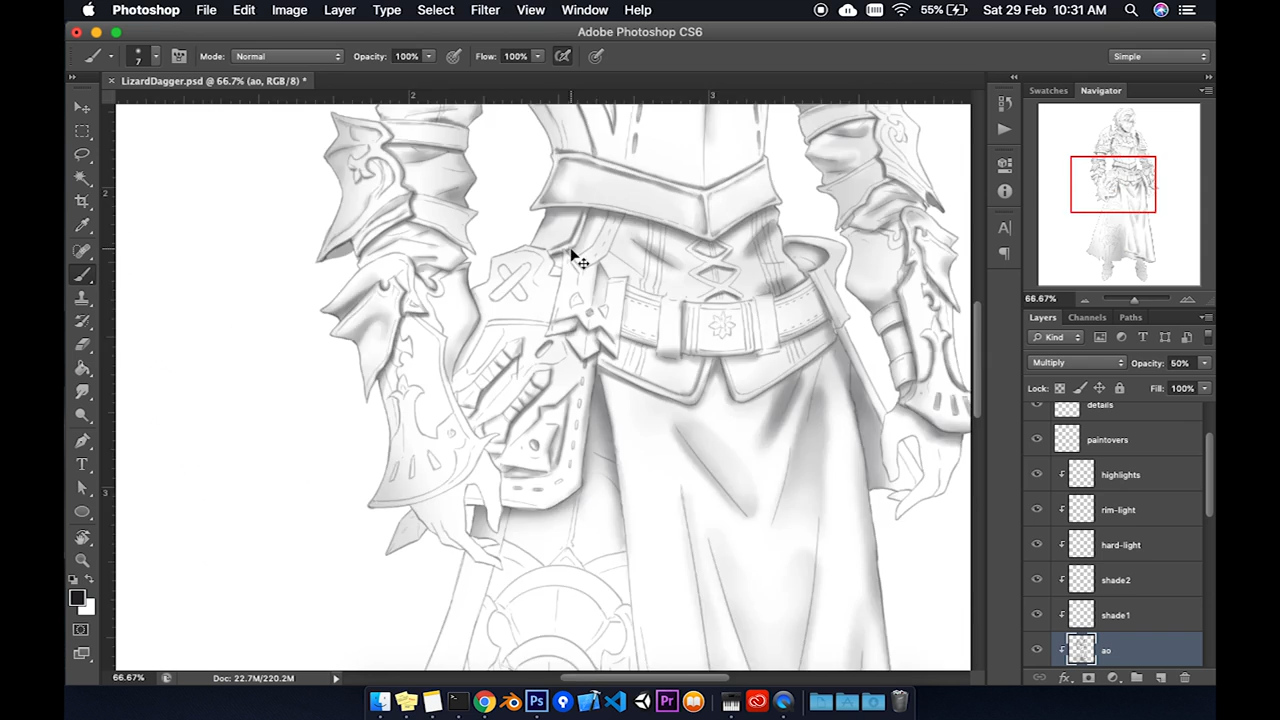 Photoshop File Edit Image Layer Type Select Filter View Window Help 55% Sat 29 Feb 10:31 AM
Adobe Photoshop CS6
7 Mode: Normal Opacity: 100% Flow: 100% Simple
LizardDagger.psd @ 66.7% (ao, RGB/8) *
Swatches Navigator
2 3
2
3
66.67%
Layers Channels Paths
Kind
Multiply Opacity: 50%
Lock: Fill: 100%
details
paintovers
highlights
rim-light
hard-light
shade2
shade1
ao
66.67% Doc: 22.7M/220.2M